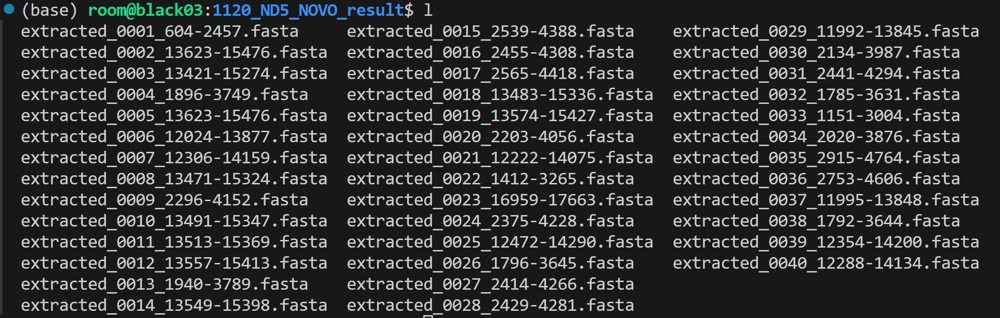 (base) room@black03:1120_ND5_NOVO_result$ l
extracted_0001_604-2457.fasta extracted_0015_2539-4388.fasta extracted_0029_11992-13845.fasta
extracted_0002_13623-15476.fasta extracted_0016_2455-4308.fasta extracted_0030_2134-3987.fasta
extracted_0003_13421-15274.fasta extracted_0017_2565-4418.fasta extracted_0031_2441-4294.fasta
extracted_0004_1896-3749.fasta extracted_0018_13483-15336.fasta extracted_0032_1785-3631.fasta
extracted_0005_13623-15476.fasta extracted_0019_13574-15427.fasta extracted_0033_1151-3004.fasta
extracted_0006_12024-13877.fasta extracted_0020_2203-4056.fasta extracted_0034_2020-3876.fasta
extracted_0007_12306-14159.fasta extracted_0021_12222-14075.fasta extracted_0035_2915-4764.fasta
extracted_0008_13471-15324.fasta extracted_0022_1412-3265.fasta extracted_0036_2753-4606.fasta
extracted_0009_2296-4152.fasta extracted_0023_16959-17663.fasta extracted_0037_11995-13848.fasta
extracted_0010_13491-15347.fasta extracted_0024_2375-4228.fasta extracted_0038_1792-3644.fasta
extracted_0011_13513-15369.fasta extracted_0025_12472-14290.fasta extracted_0039_12354-14200.fasta
extracted_0012_13557-15413.fasta extracted_0026_1796-3645.fasta extracted_0040_12288-14134.fasta
extracted_0013_1940-3789.fasta extracted_0027_2414-4266.fasta
extracted_0014_13549-15398.fasta extracted_0028_2429-4281.fasta